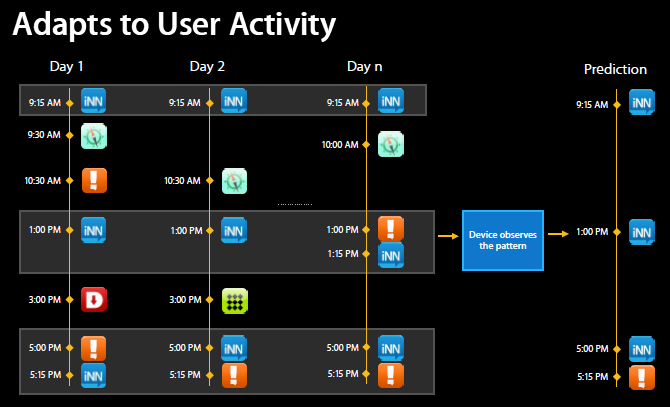 Adapts to User Activity
Day 1
Day 2
Day n
Prediction
9:15 AM iNN
9:15 AM iNN
9:15 AM iNN
9:15 AM iNN
9:30 AM
10:00 AM
10:30 AM !
10:30 AM
..............
1:00 PM iNN
1:00 PM iNN
1:00 PM !
1:15 PM iNN
Device observes
the pattern
1:00 PM iNN
3:00 PM D
3:00 PM
5:00 PM !
5:00 PM iNN
5:00 PM iNN
5:00 PM iNN
5:15 PM iNN
5:15 PM !
5:15 PM !
5:15 PM !